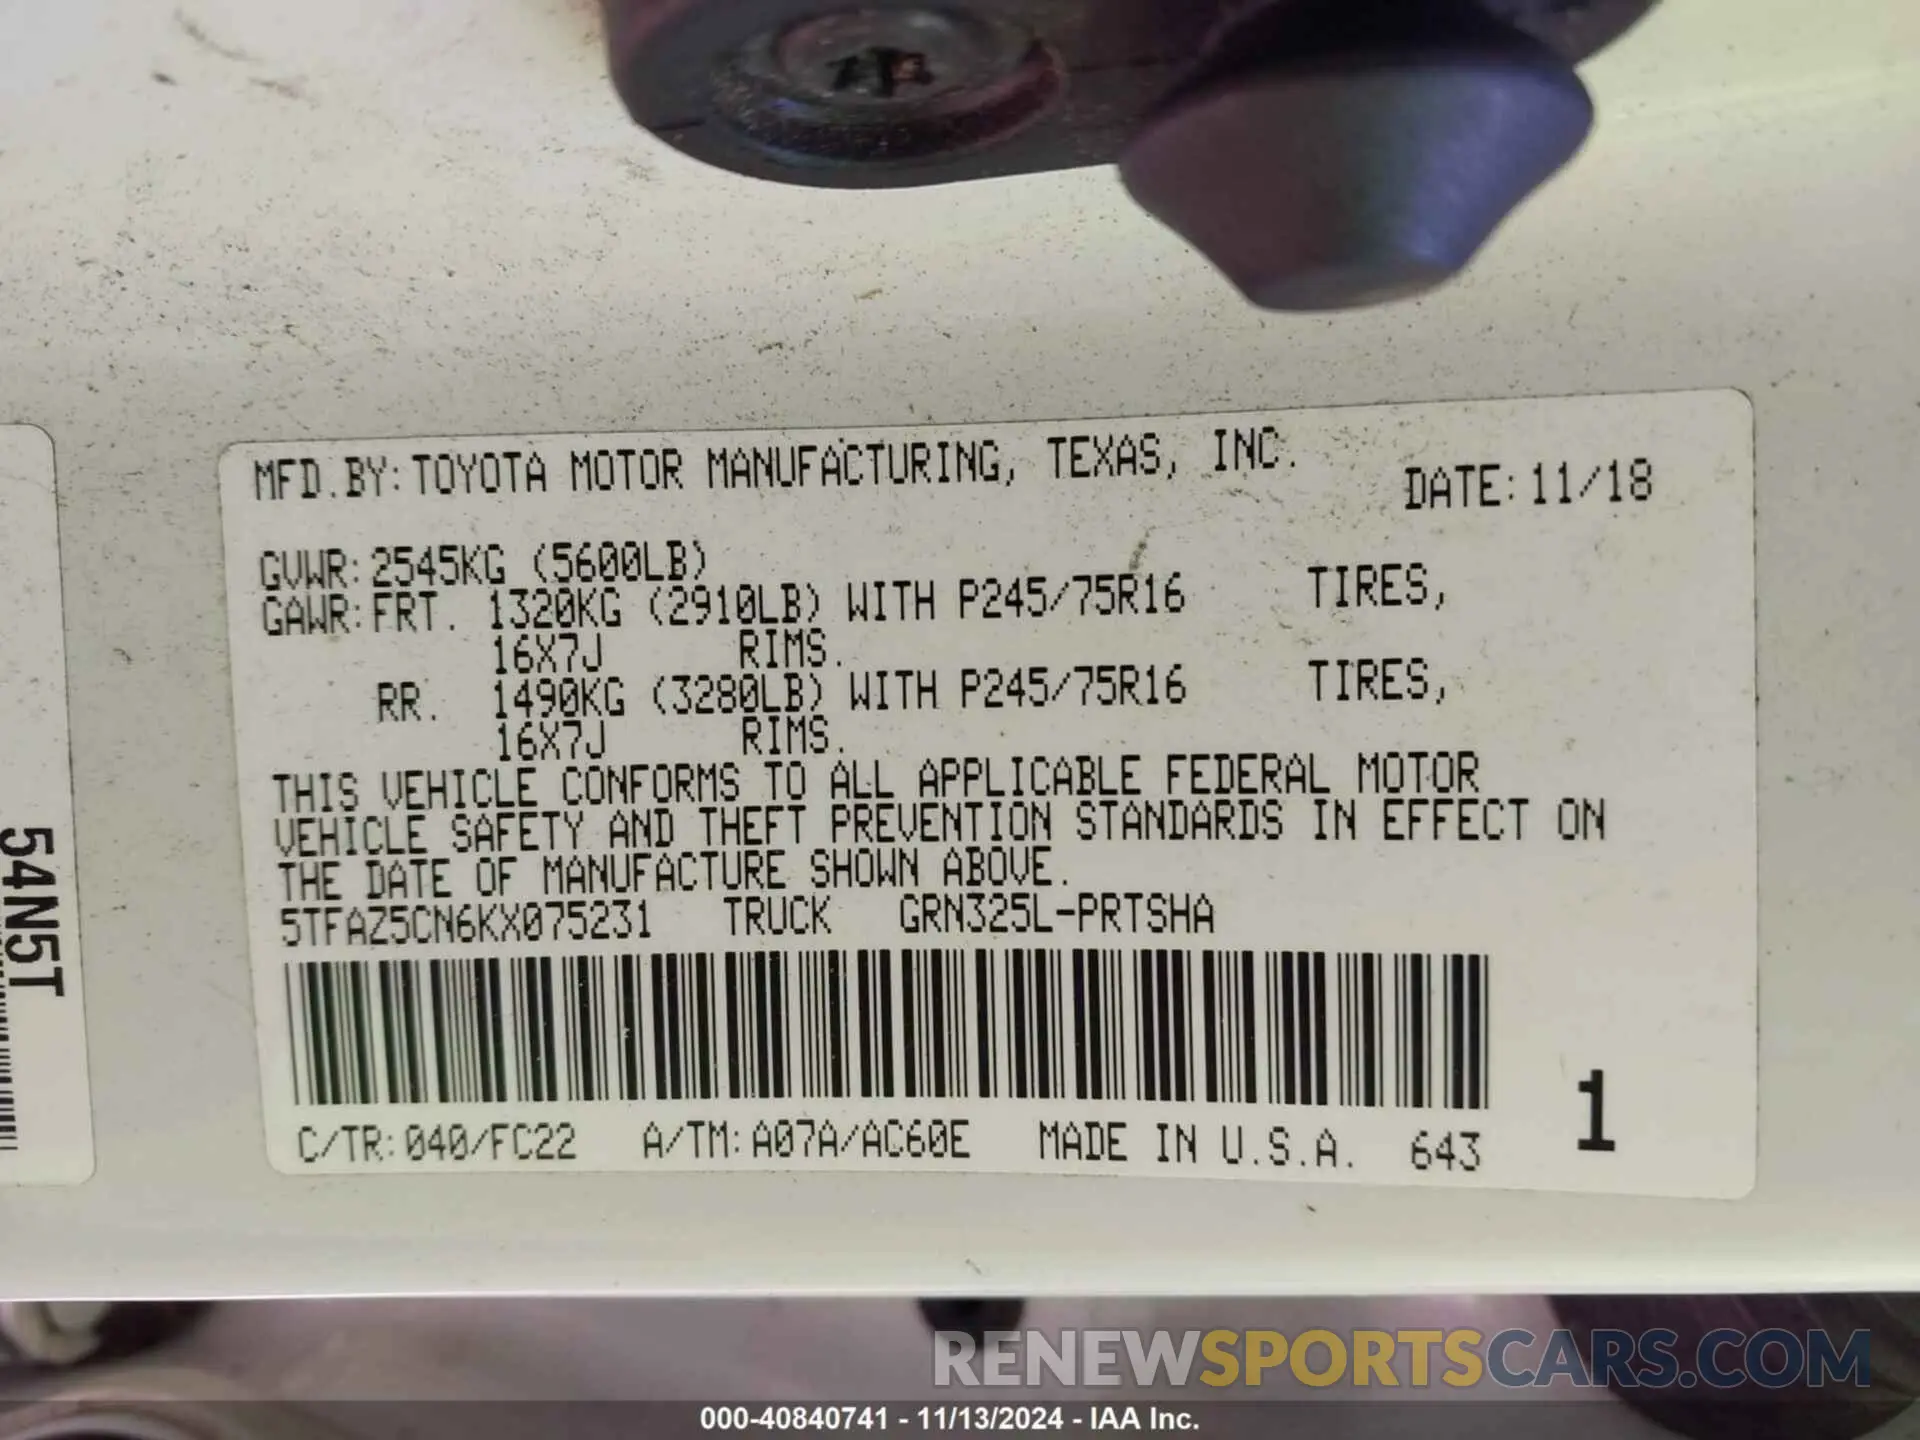 MFD.BY:TOYOTA MOTOR MANUFACTURING, TEXAS, INC. DATE:11/18
GVWR:2545KG (5600LB)
GAWR:FRT. 1320KG (2910LB) WITH P245/75R16 TIRES,
16X7J RIMS.
RR. 1490KG (3280LB) WITH P245/75R16 TIRES,
16X7J RIMS.
THIS VEHICLE CONFORMS TO ALL APPLICABLE FEDERAL MOTOR
VEHICLE SAFETY AND THEFT PREVENTION STANDARDS IN EFFECT ON
THE DATE OF MANUFACTURE SHOWN ABOVE.
5TFAZ5CN6KX075231 TRUCK GRN325L-PRTSHA
C/TR:040/FC22 A/TM:A07A/AC60E MADE IN U.S.A. 643
1
54N5T
RENEWSPORTSCARS.COM
000-40840741 - 11/13/2024 - IAA Inc.